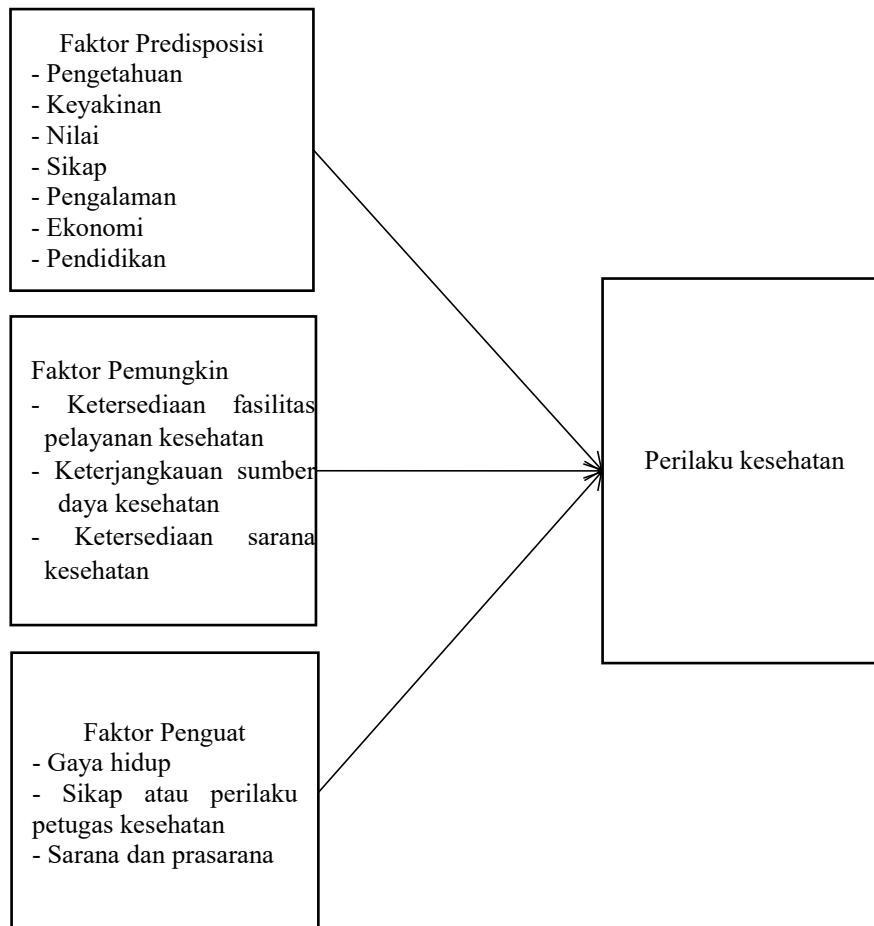 Faktor Predisposisi
- Pengetahuan
- Keyakinan
- Nilai
- Sikap
- Pengalaman
- Ekonomi
- Pendidikan
Faktor Pemungkin
- Ketersediaan fasilitas
pelayanan kesehatan
- Keterjangkauan sumber
daya kesehatan
- Ketersediaan sarana
kesehatan
Faktor Penguat
- Gaya hidup
- Sikap atau perilaku
petugas kesehatan
- Sarana dan prasarana
Perilaku kesehatan